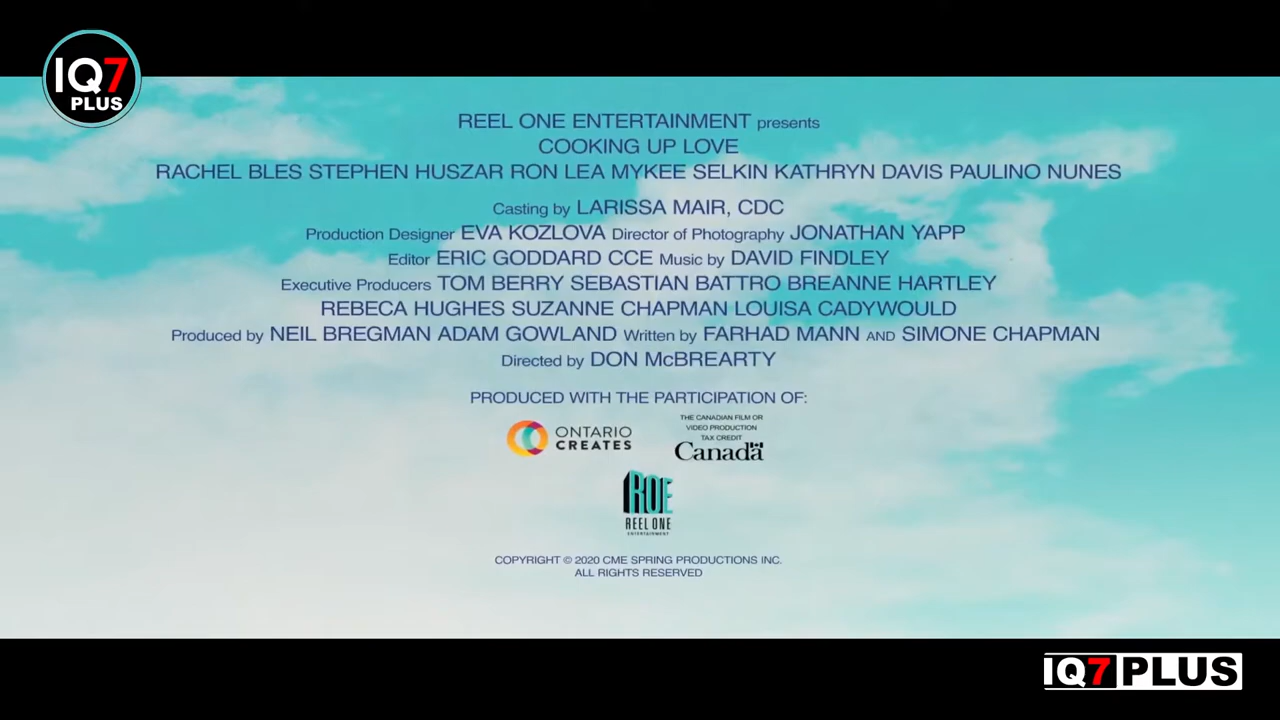 IQ7
PLUS
REEL ONE ENTERTAINMENT presents
COOKING UP LOVE
RACHEL BLES STEPHEN HUSZAR RON LEA MYKEE SELKIN KATHRYN DAVIS PAULINO NUNES
Casting by LARISSA MAIR, CDC
Production Designer EVA KOZLOVA Director of Photography JONATHAN YAPP
Editor ERIC GODDARD CCE Music by DAVID FINDLEY
Executive Producers TOM BERRY SEBASTIAN BATTRO BREANNE HARTLEY
REBECA HUGHES SUZANNE CHAPMAN LOUISA CADYWOULD
Produced by NEIL BREGMAN ADAM GOWLAND Written by FARHAD MANN AND SIMONE CHAPMAN
Directed by DON McBREARTY
PRODUCED WITH THE PARTICIPATION OF:
ONTARIO
CREATES
THE CANADIAN FILM OR
VIDEO PRODUCTION
TAX CREDIT
Canada
ROE
REEL ONE
ENTERTAINMENT
COPYRIGHT © 2020 CME SPRING PRODUCTIONS INC.
ALL RIGHTS RESERVED
IQ7 PLUS